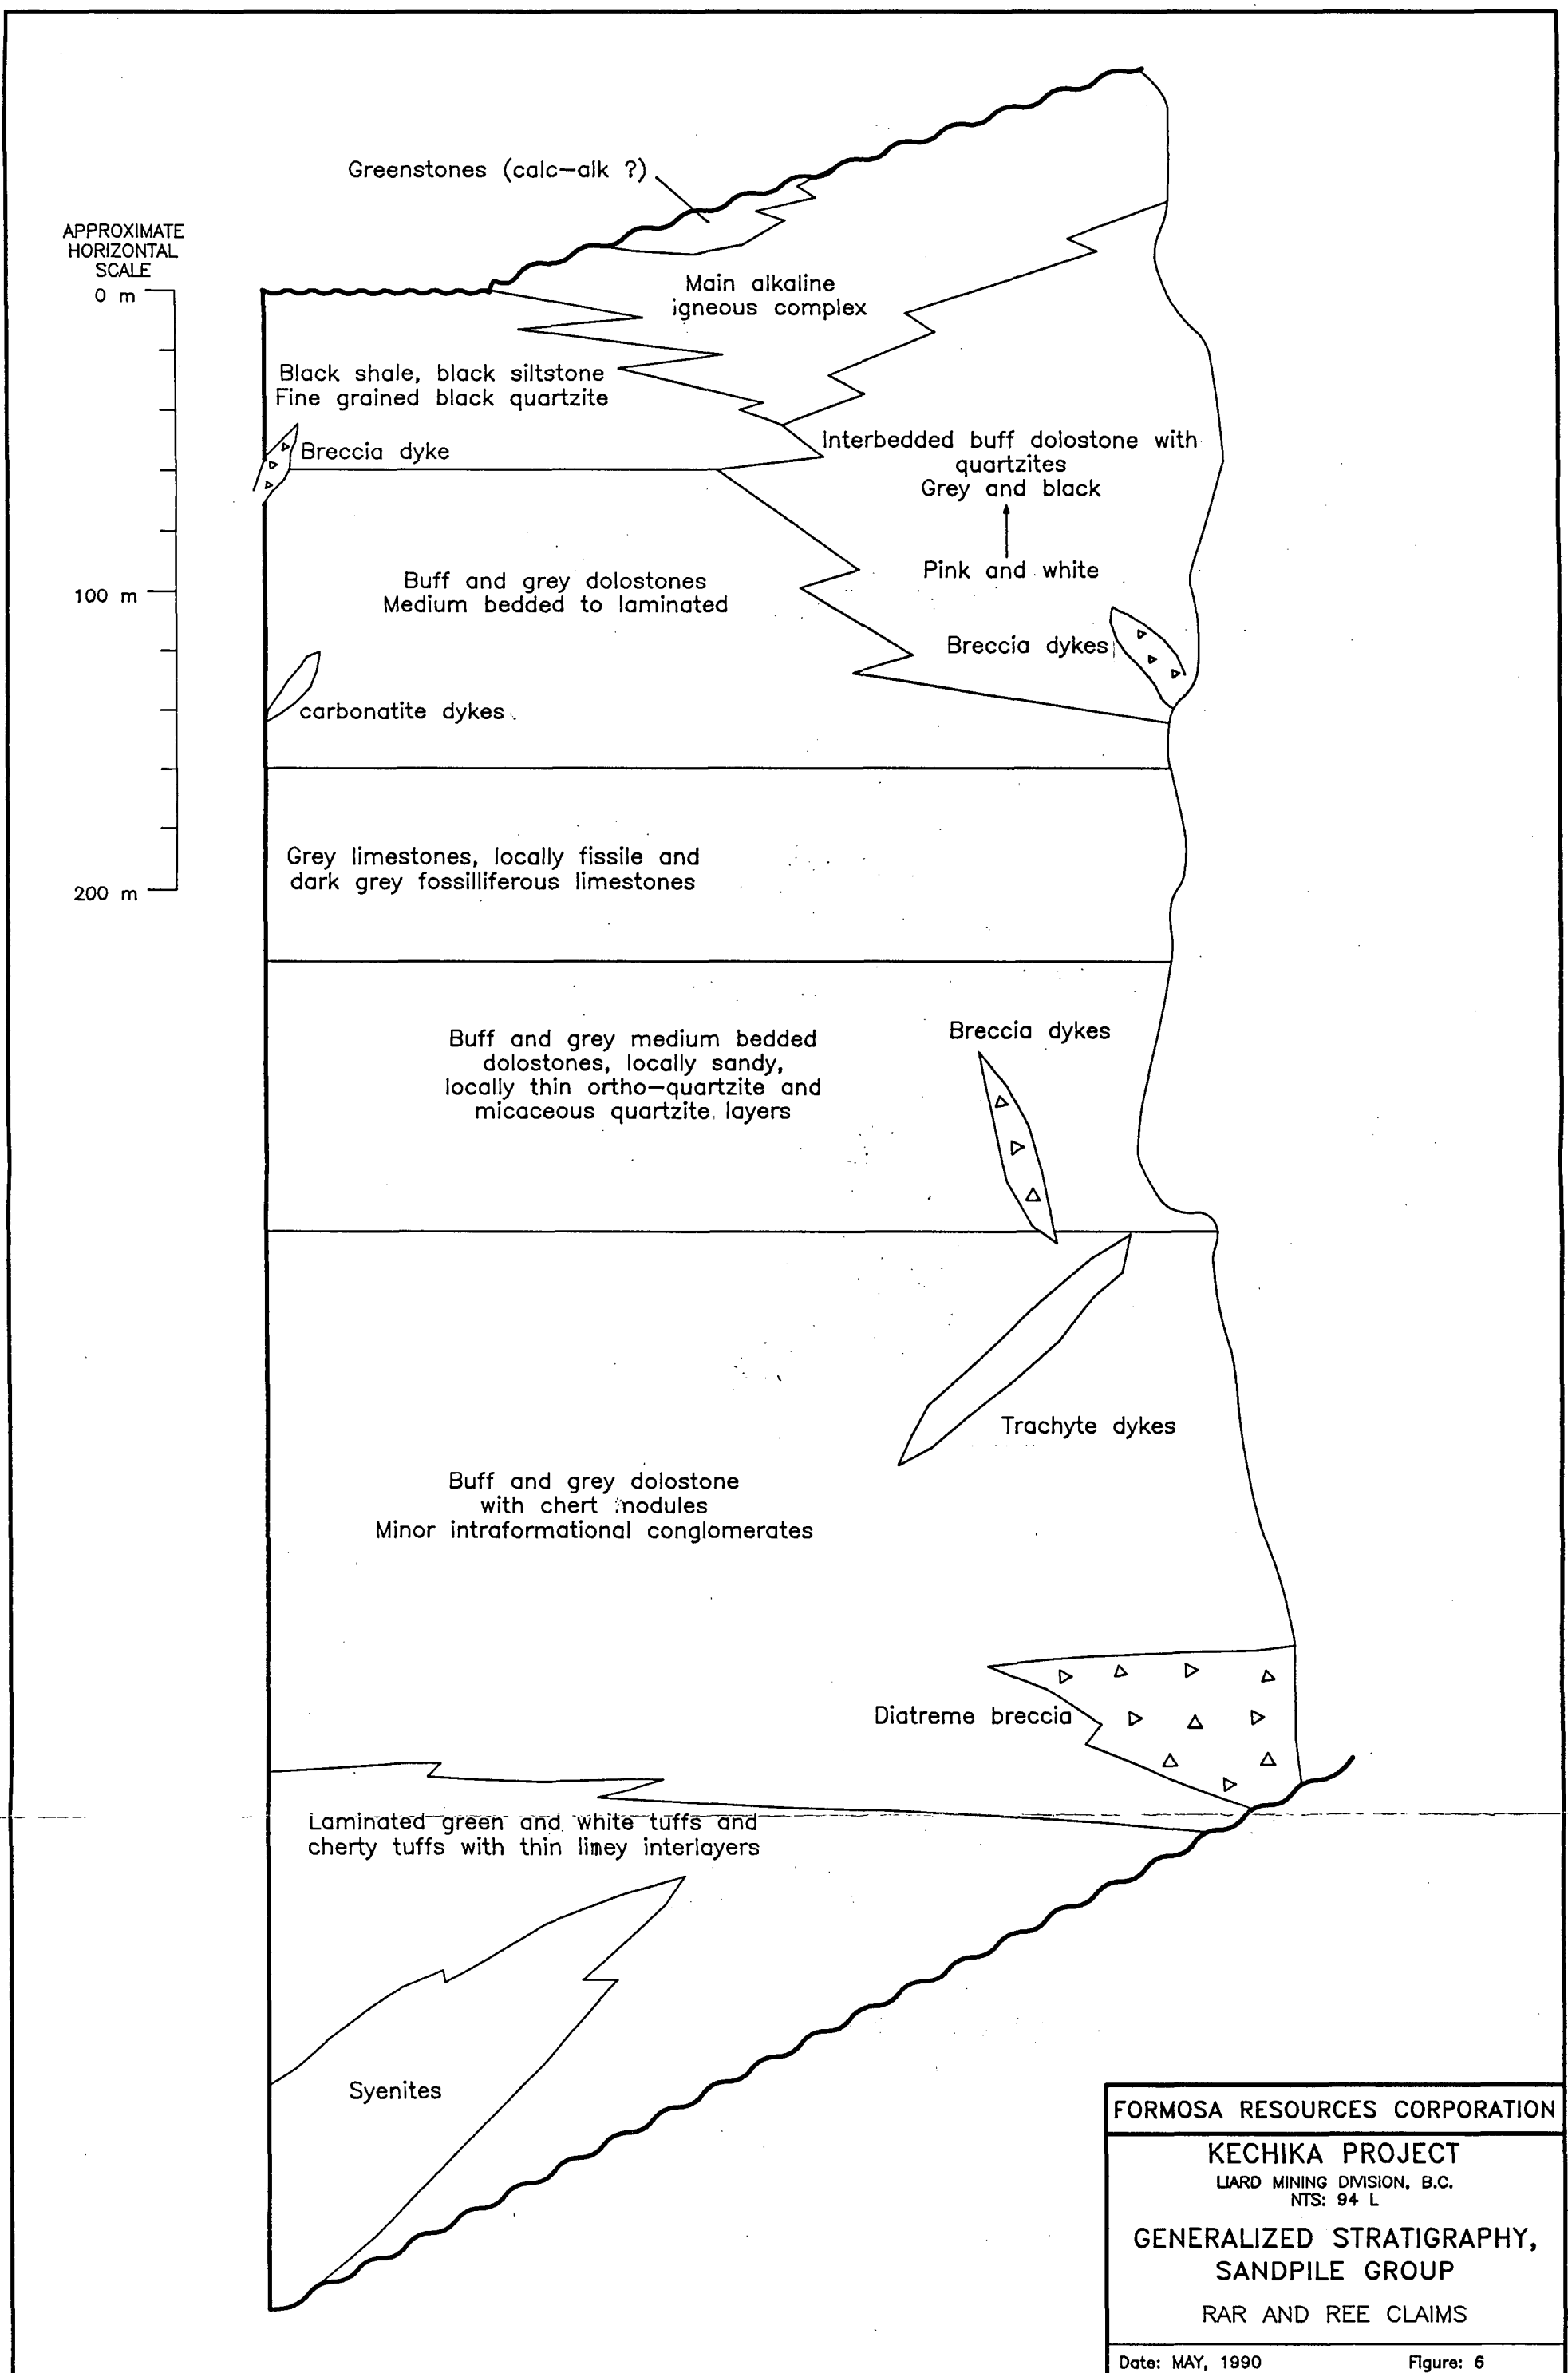 Greenstones (calc-alk ?)
APPROXIMATE
HORIZONTAL
SCALE
0 m
100 m
200 m
Main alkaline
igneous complex
Black shale, black siltstone
Fine grained black quartzite
Breccia dyke
Interbedded buff dolostone with
quartzites
Grey and black
Pink and white
Buff and grey dolostones
Medium bedded to laminated
Breccia dykes
carbonatite dykes
Grey limestones, locally fissile and
dark grey fossilliferous limestones
Buff and grey medium bedded
dolostones, locally sandy,
locally thin ortho-quartzite and
micaceous quartzite layers
Breccia dykes
Trachyte dykes
Buff and grey dolostone
with chert nodules
Minor intraformational conglomerates
Diatreme breccia
Laminated green and white tuffs and
cherty tuffs with thin limey interlayers
Syenites
FORMOSA RESOURCES CORPORATION
KECHIKA PROJECT
LIARD MINING DIVISION, B.C.
NTS: 94 L
GENERALIZED STRATIGRAPHY,
SANDPILE GROUP
RAR AND REE CLAIMS
Date: MAY, 1990 Figure: 6